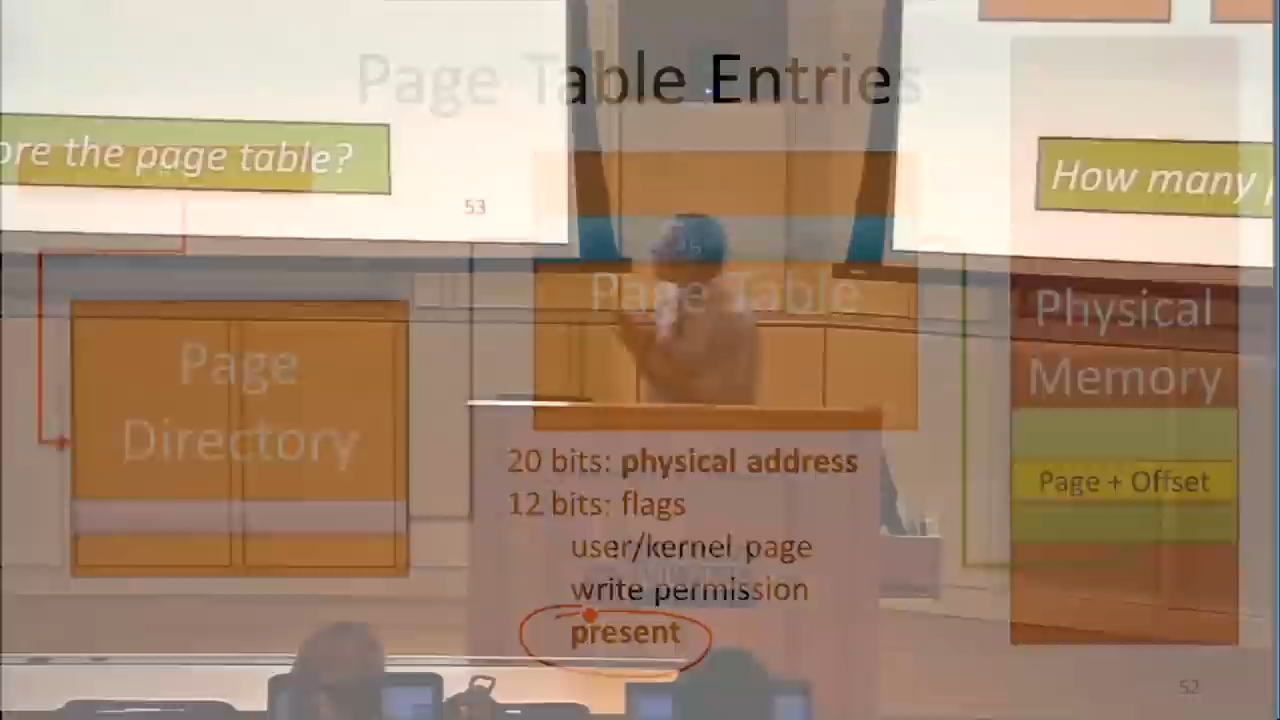 Page Table Entries
ore the page table?
53
How many
Page Table
Physical
Memory
Page
Directory
Page + Offset
20 bits: physical address
12 bits: flags
user/kernel page
write permission
present
52